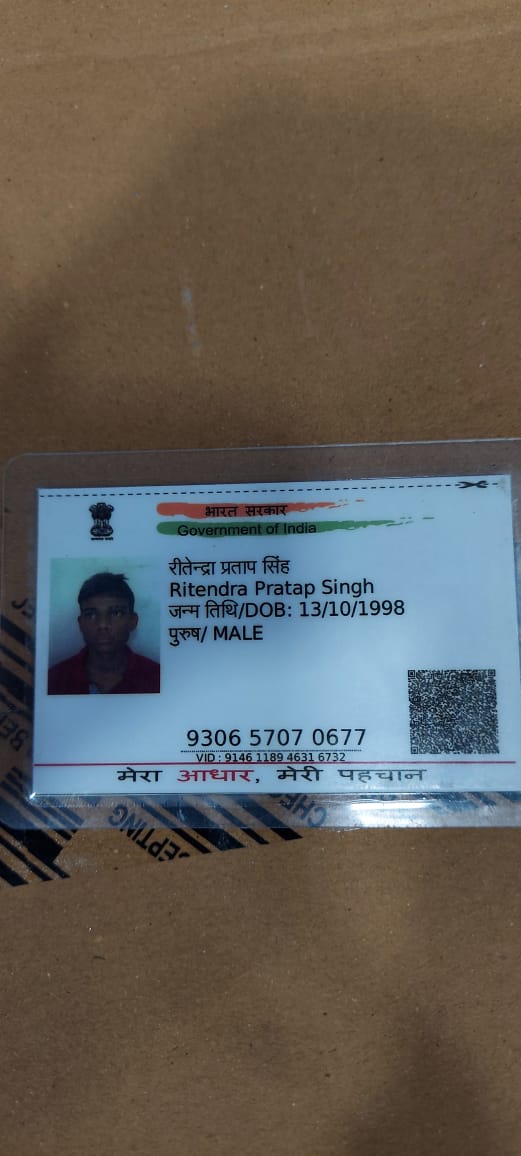 भारत सरकार
Government of India
रीतेन्द्रा प्रताप सिंह
Ritendra Pratap Singh
जन्म तिथि/DOB: 13/10/1998
पुरुष/ MALE
9306 5707 0677
VID : 9146 1189 4631 6732
मेरा आधार, मेरी पहचान